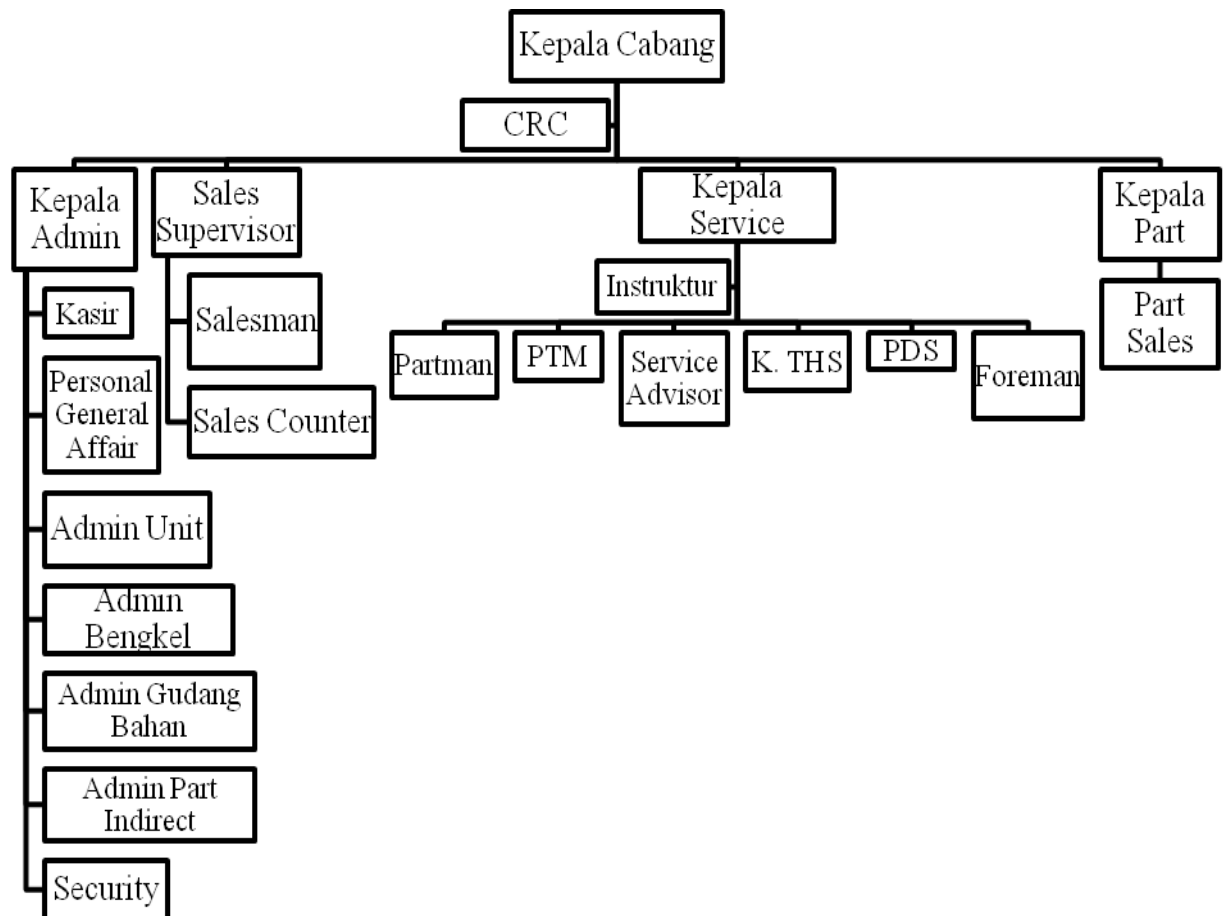 Kepala Cabang
CRC
Kepala
Admin
Sales
Supervisor
Kepala
Service
Kepala
Part
Kasir
Personal
General
Affair
Admin Unit
Admin
Bengkel
Admin Gudang
Bahan
Admin Part
Indirect
Security
Salesman
Sales Counter
Instruktur
Partman
PTM
Service
Advisor
K. THS
PDS
Foreman
Part
Sales